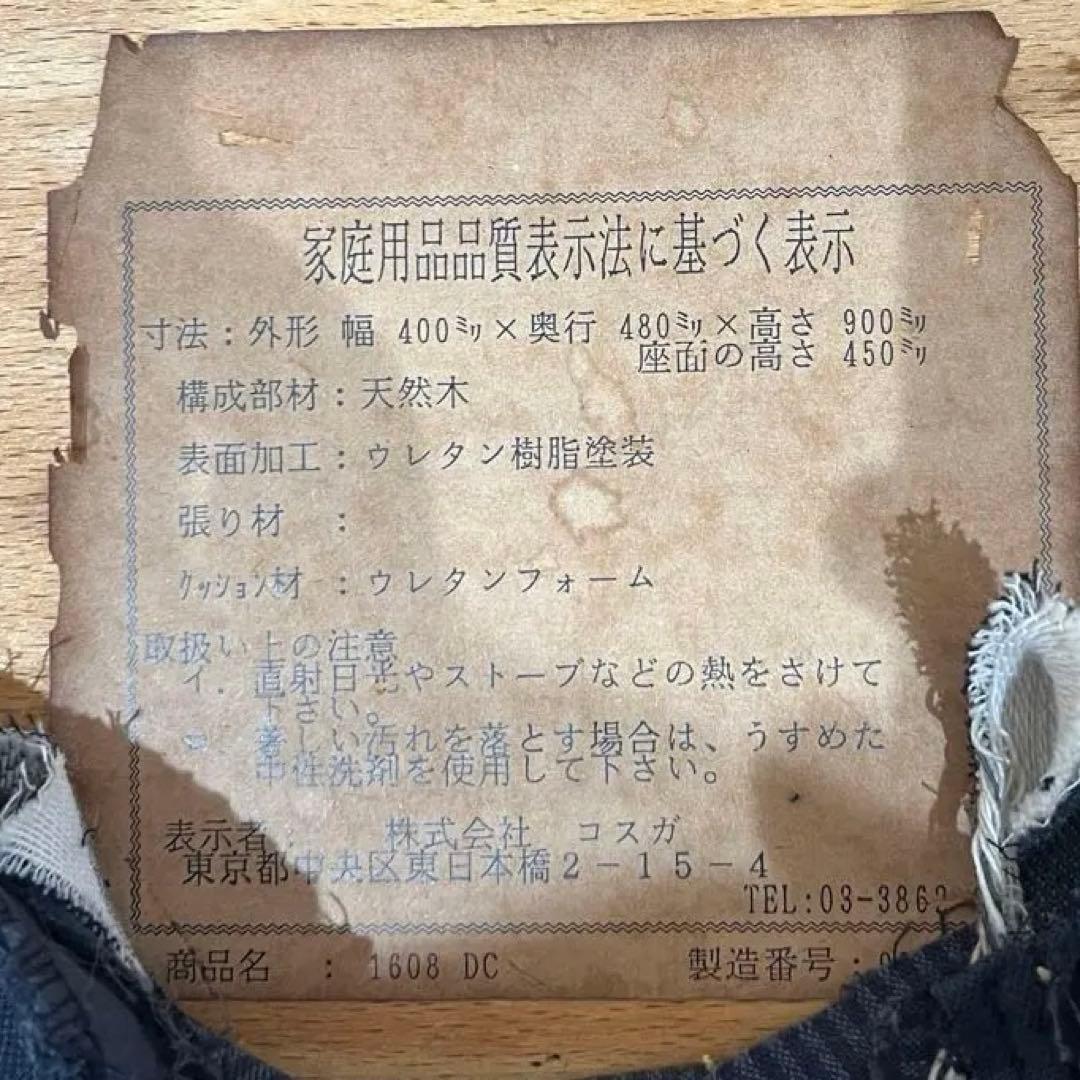 家庭用品品質表示法に基づく表示
寸法：外形 幅 400㍉×奥行 480㍉×高さ 900㍉
座面の高さ 450㍉
構成部材：天然木
表面加工：ウレタン樹脂塗装
張り材 ：
ｸｯｼｮﾝ材 ：ウレタンフォーム
取扱い上の注意
イ．直射日光やストーブなどの熱をさけて
下さい。
著しい汚れを落とす場合は、うすめた
中性洗剤を使用して下さい。
表示者 株式会社 コスガ
東京都中央区東日本橋２－１５－４
TEL:03-386
商品名 ： 1608 DC
製造番号：